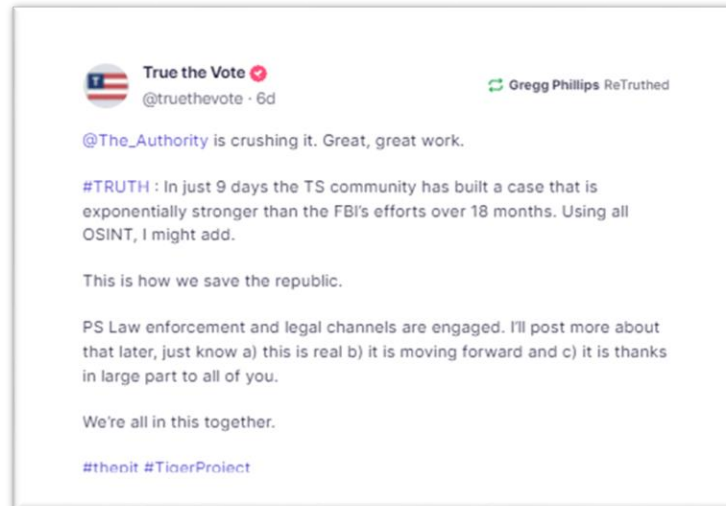 True the Vote
@truethevote · 6d
Gregg Phillips ReTruthed
@The_Authority is crushing it. Great, great work.
#TRUTH : In just 9 days the TS community has built a case that is
exponentially stronger than the FBI's efforts over 18 months. Using all
OSINT, I might add.
This is how we save the republic.
PS Law enforcement and legal channels are engaged. I'll post more about
that later, just know a) this is real b) it is moving forward and c) it is thanks
in large part to all of you.
We're all in this together.
#thepit #TigerProject